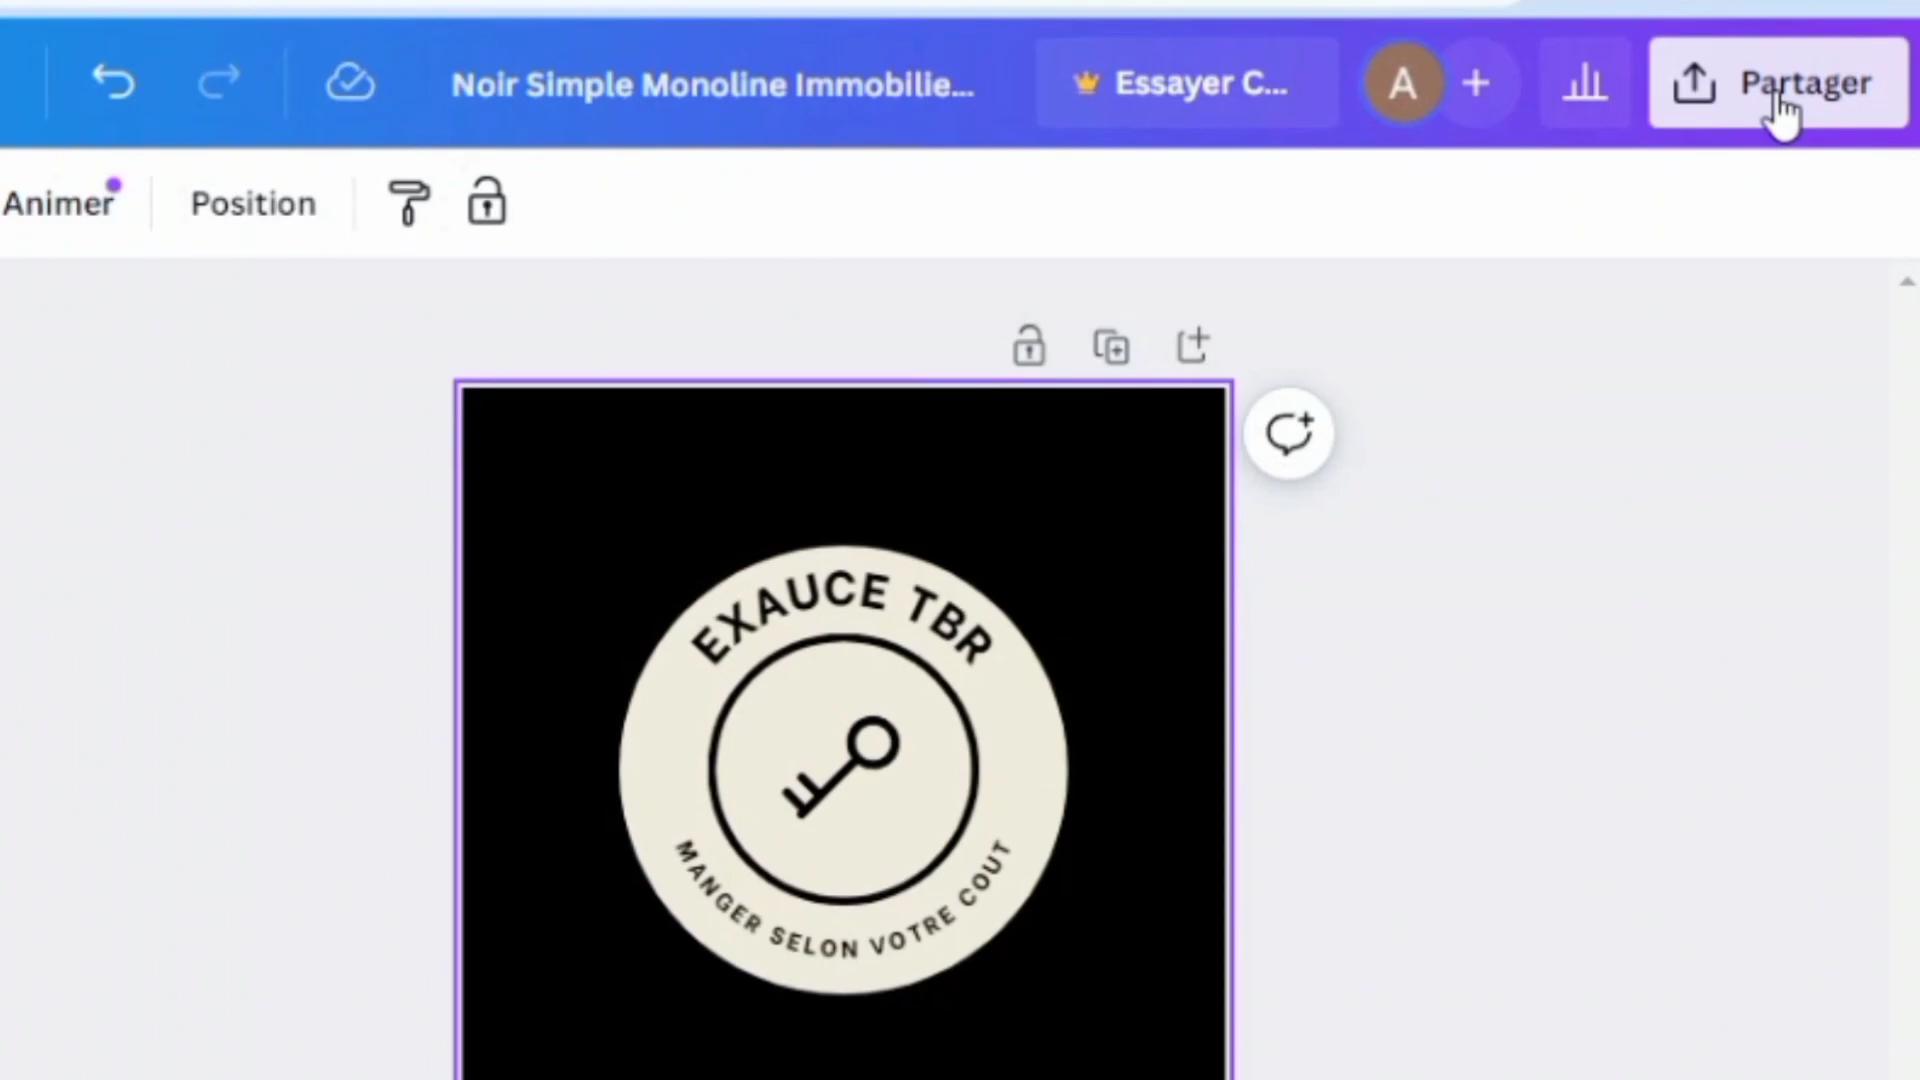 Noir Simple Monoline Immobilie...
Essayer C...
A
Partager
Animer
Position
EXAUCE TBR
MANGER SELON VOTRE COUT